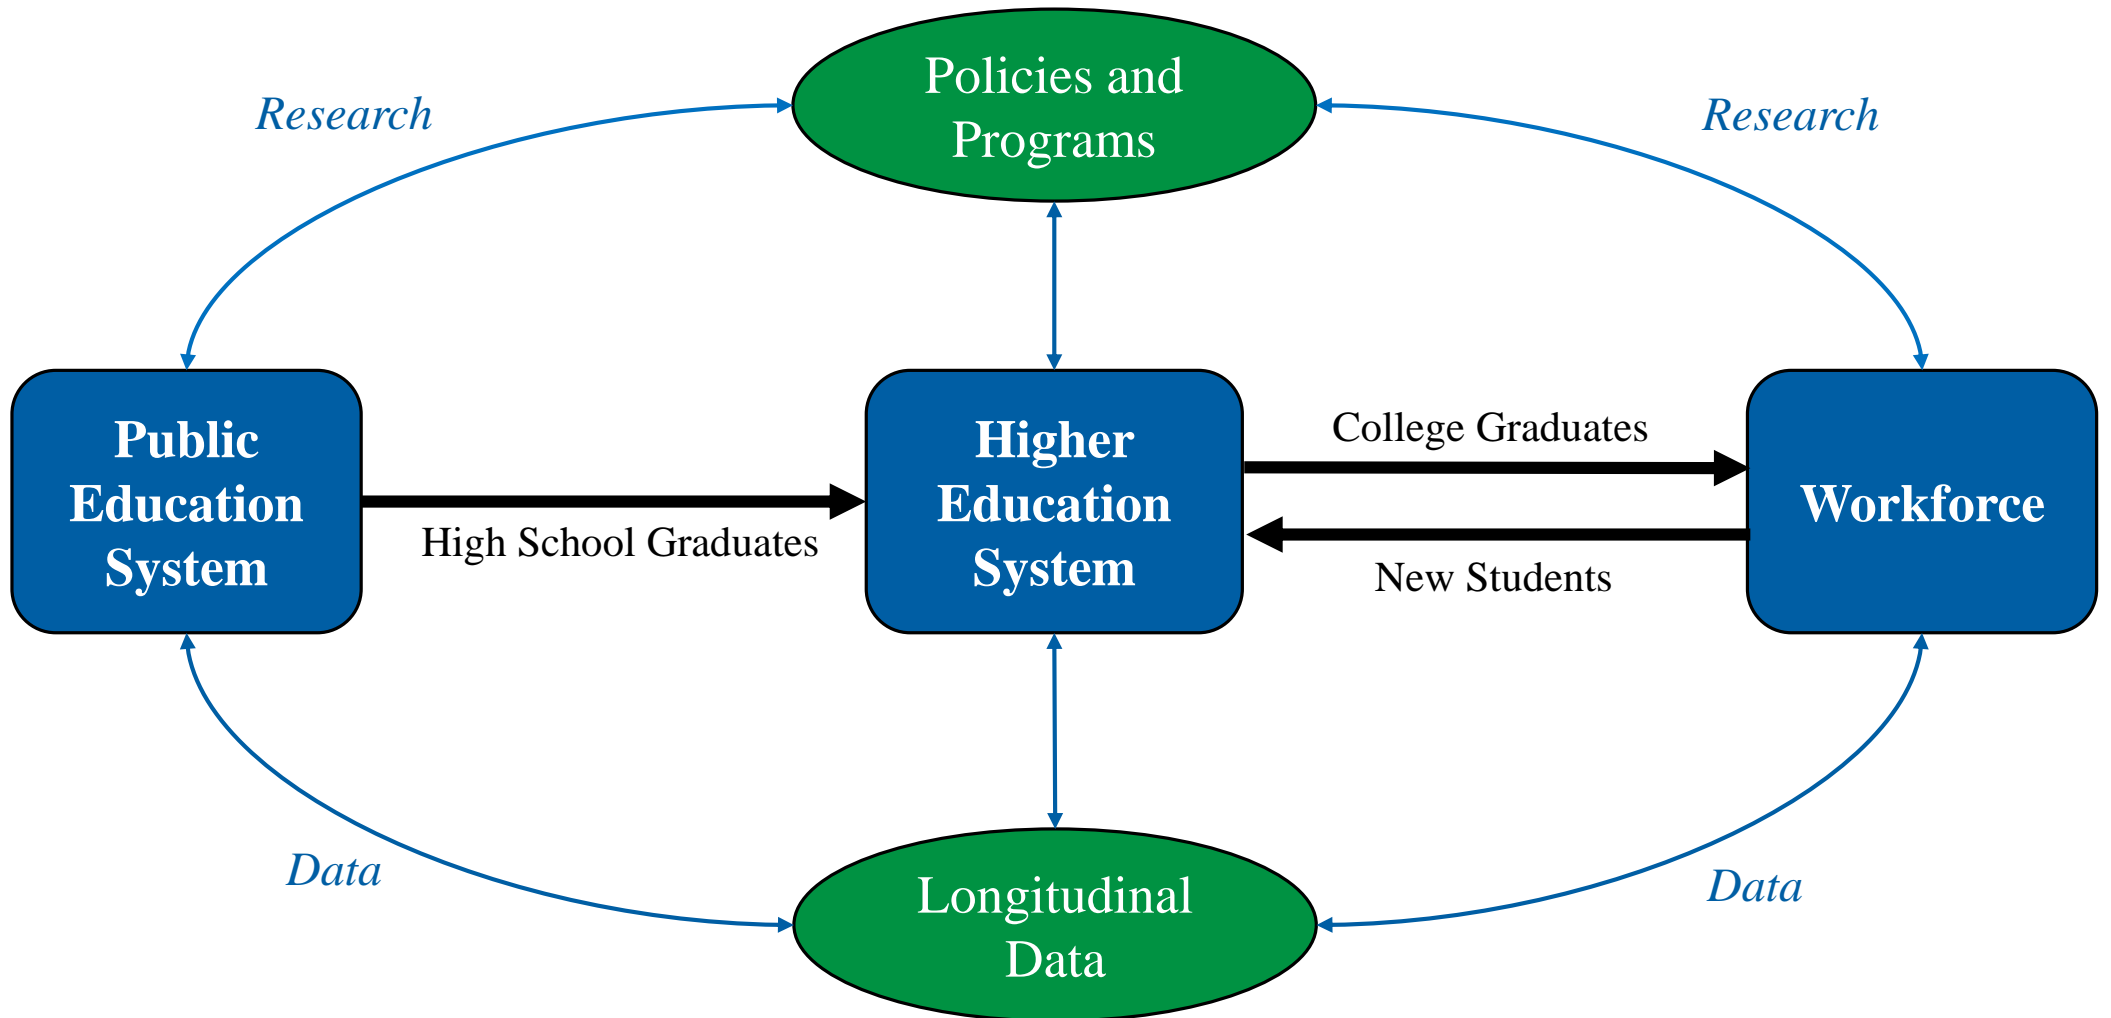 Policies and
Programs
Research
Research
Public
Education
System
High School Graduates
Higher
Education
System
College Graduates
New Students
Workforce
Data
Data
Longitudinal
Data